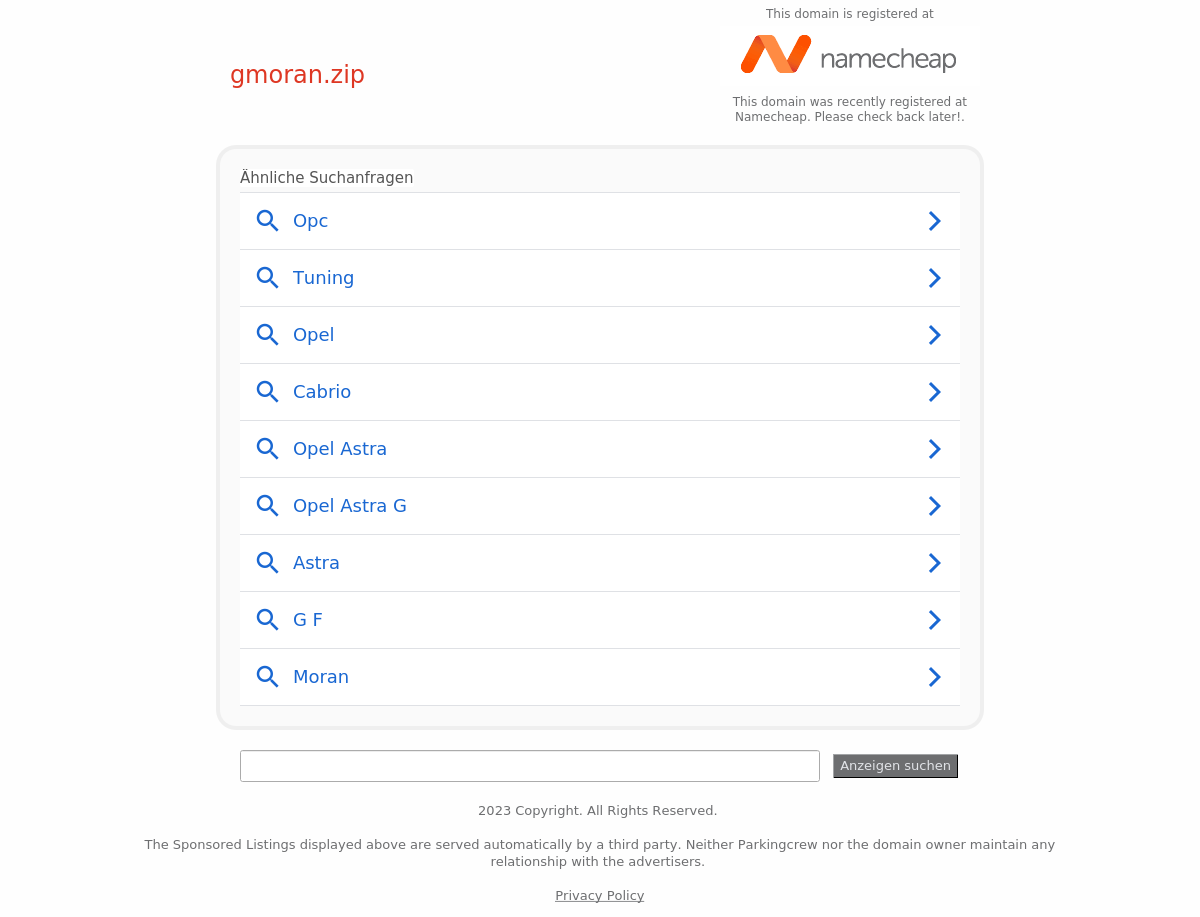 This domain is registered at
namecheap
gmoran.zip
This domain was recently registered at
Namecheap. Please check back later!.
Ähnliche Suchanfragen
Opc
Tuning
Opel
Cabrio
Opel Astra
Opel Astra G
Astra
G F
Moran
Anzeigen suchen
2023 Copyright. All Rights Reserved.
The Sponsored Listings displayed above are served automatically by a third party. Neither Parkingcrew nor the domain owner maintain any
relationship with the advertisers.
Privacy Policy